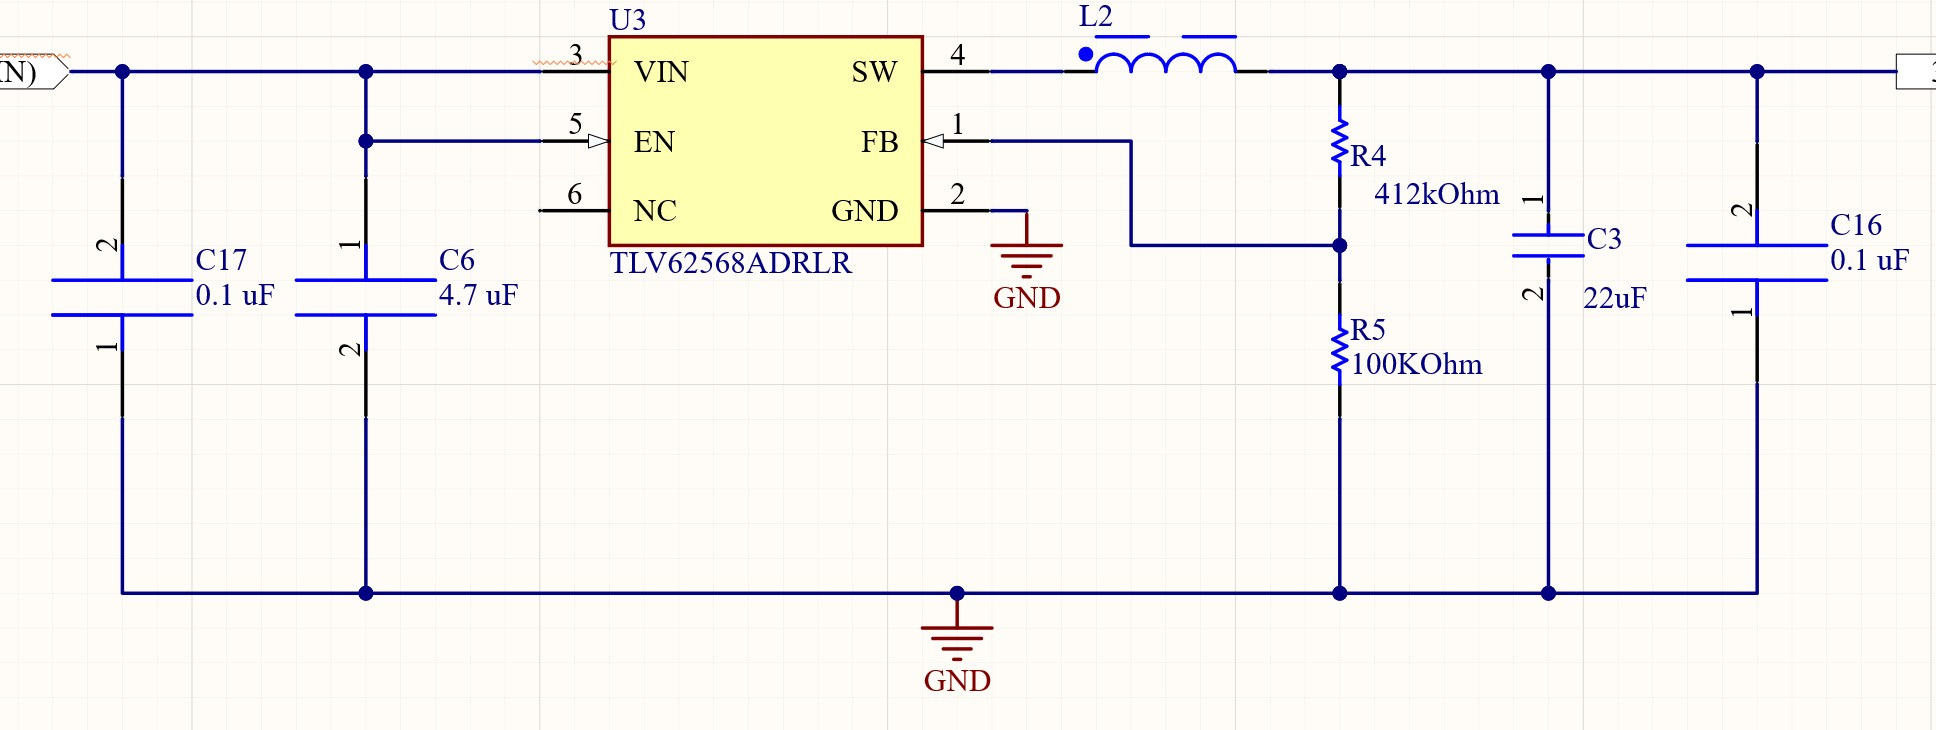 U3
L2
IN)
3
VIN
SW
4
5
EN
FB
1
6
NC
GND
2
TLV62568ADRLR
GND
R4
412kOhm
R5
100KOhm
2
C17
0.1 uF
1
1
C6
4.7 uF
2
1
C3
22uF
2
2
C16
0.1 uF
1
GND